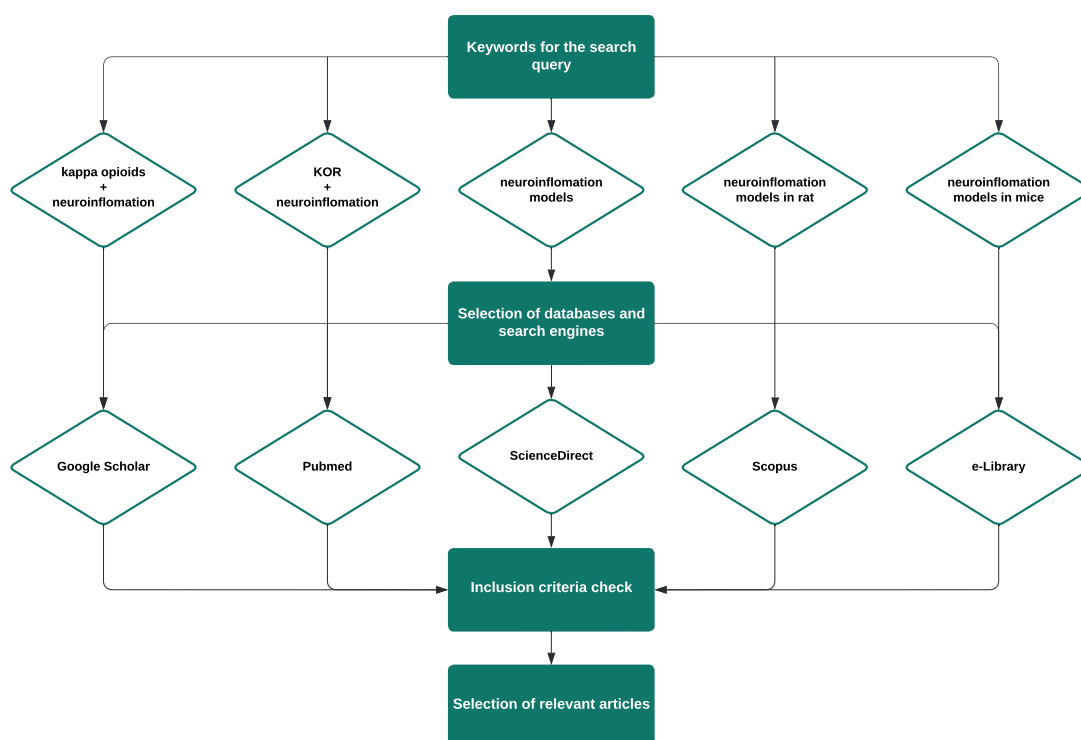 Keywords for the search
query
kappa opioids
+
neuroinflomation
KOR
+
neuroinflomation
neuroinflomation
models
neuroinflomation
models in rat
neuroinflomation
models in mice
Selection of databases and
search engines
Google Scholar
Pubmed
ScienceDirect
Scopus
e-Library
Inclusion criteria check
Selection of relevant articles